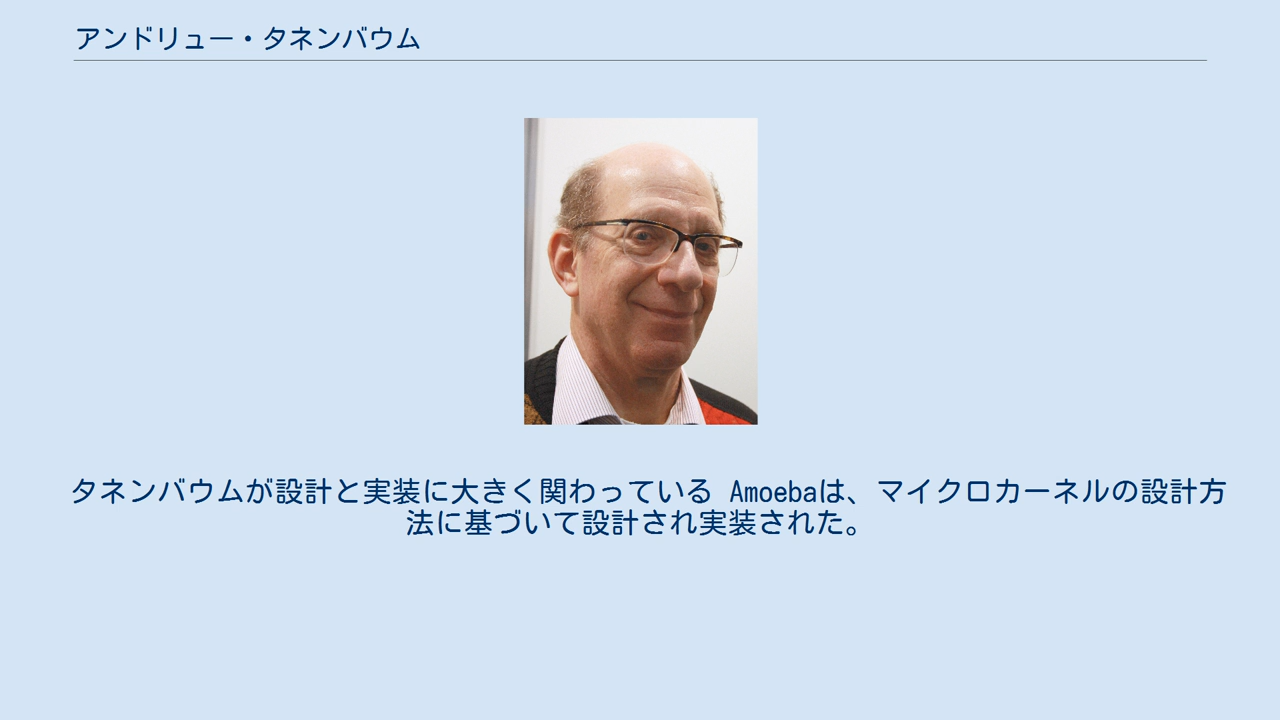 アンドリュー・タネンバウム
タネンバウムが設計と実装に大きく関わっている Amoebaは、マイクロカーネルの設計方
法に基づいて設計され実装された。